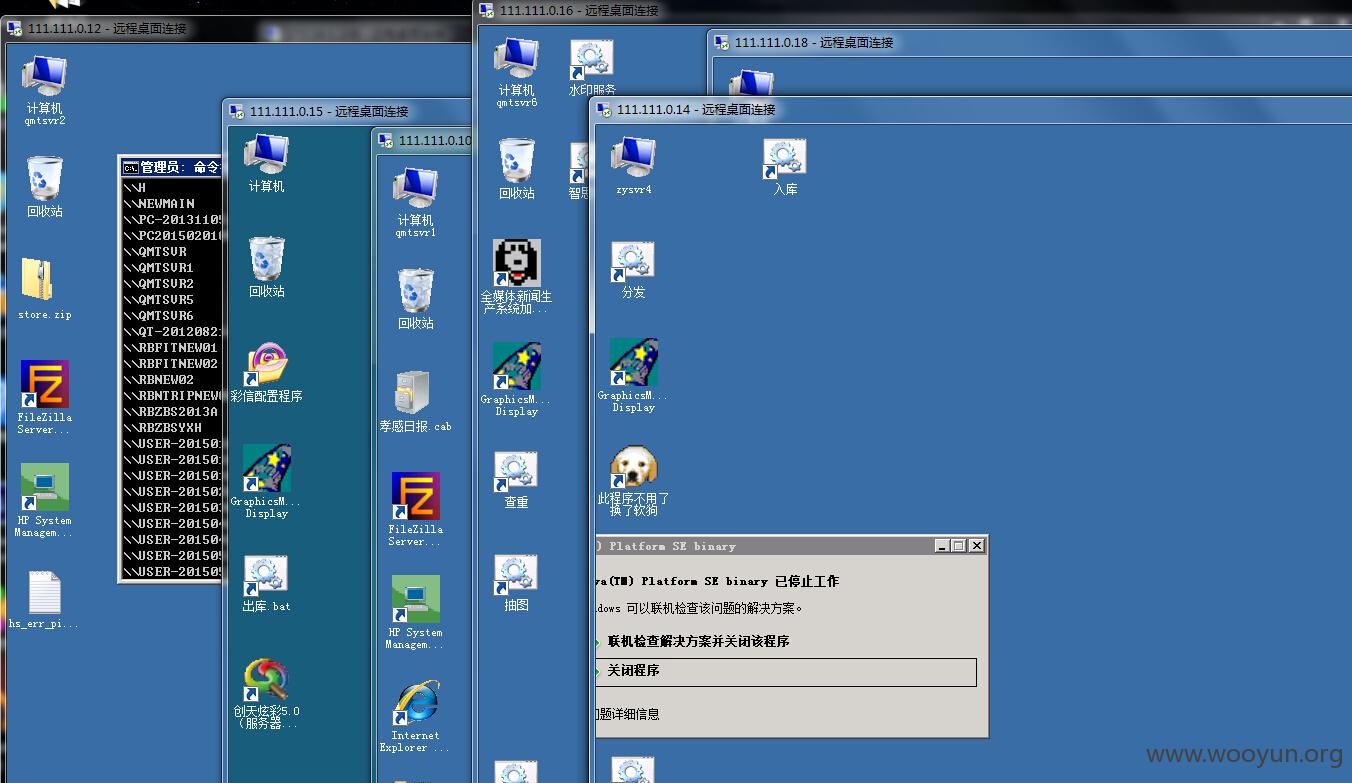 111.111.0.12 - 远程桌面连接
计算机
qmtsvr2
回收站
store.zip
FileZilla
Server...
HP System
Managem...
hs_err_pi...
管理员: 命令
\\H
\\NEWMAIN
\\PC-2013110
\\PC20150201
\\QMTSVR
\\QMTSVR1
\\QMTSVR2
\\QMTSVR5
\\QMTSVR6
\\QT-2012082
\\RBFITNEW01
\\RBFITNEW02
\\RBNEW02
\\RBNTRIPNEW
\\RBZBS2013A
\\RBZBSYXH
\\USER-20150
\\USER-20150
\\USER-20150
\\USER-20150
\\USER-20150
\\USER-20150
\\USER-20150
\\USER-20150
\\USER-20150
111.111.0.15 - 远程桌面连接
计算机
回收站
彩信配置程序
GraphicsM...
Display
出库.bat
创天炫彩5.0
（服务器...
111.111.0.10
计算机
qmtsvr1
回收站
孝感日报.cab
FileZilla
Server...
HP System
Managem...
Internet
Explorer ...
111.111.0.16 - 远程桌面连接
计算机
qmtsvr6
水印服务
回收站
智思
全媒体新闻生
产系统加...
GraphicsM...
Display
查重
抽图
111.111.0.18 - 远程桌面连接
111.111.0.14 - 远程桌面连接
zysvr4
入库
分发
GraphicsM...
Display
此程序不用了
换了软狗
) Platform SE binary
va(TM) Platform SE binary 已停止工作
dows 可以联机检查该问题的解决方案。
联机检查解决方案并关闭该程序
关闭程序
题详细信息
www.wooyun.org